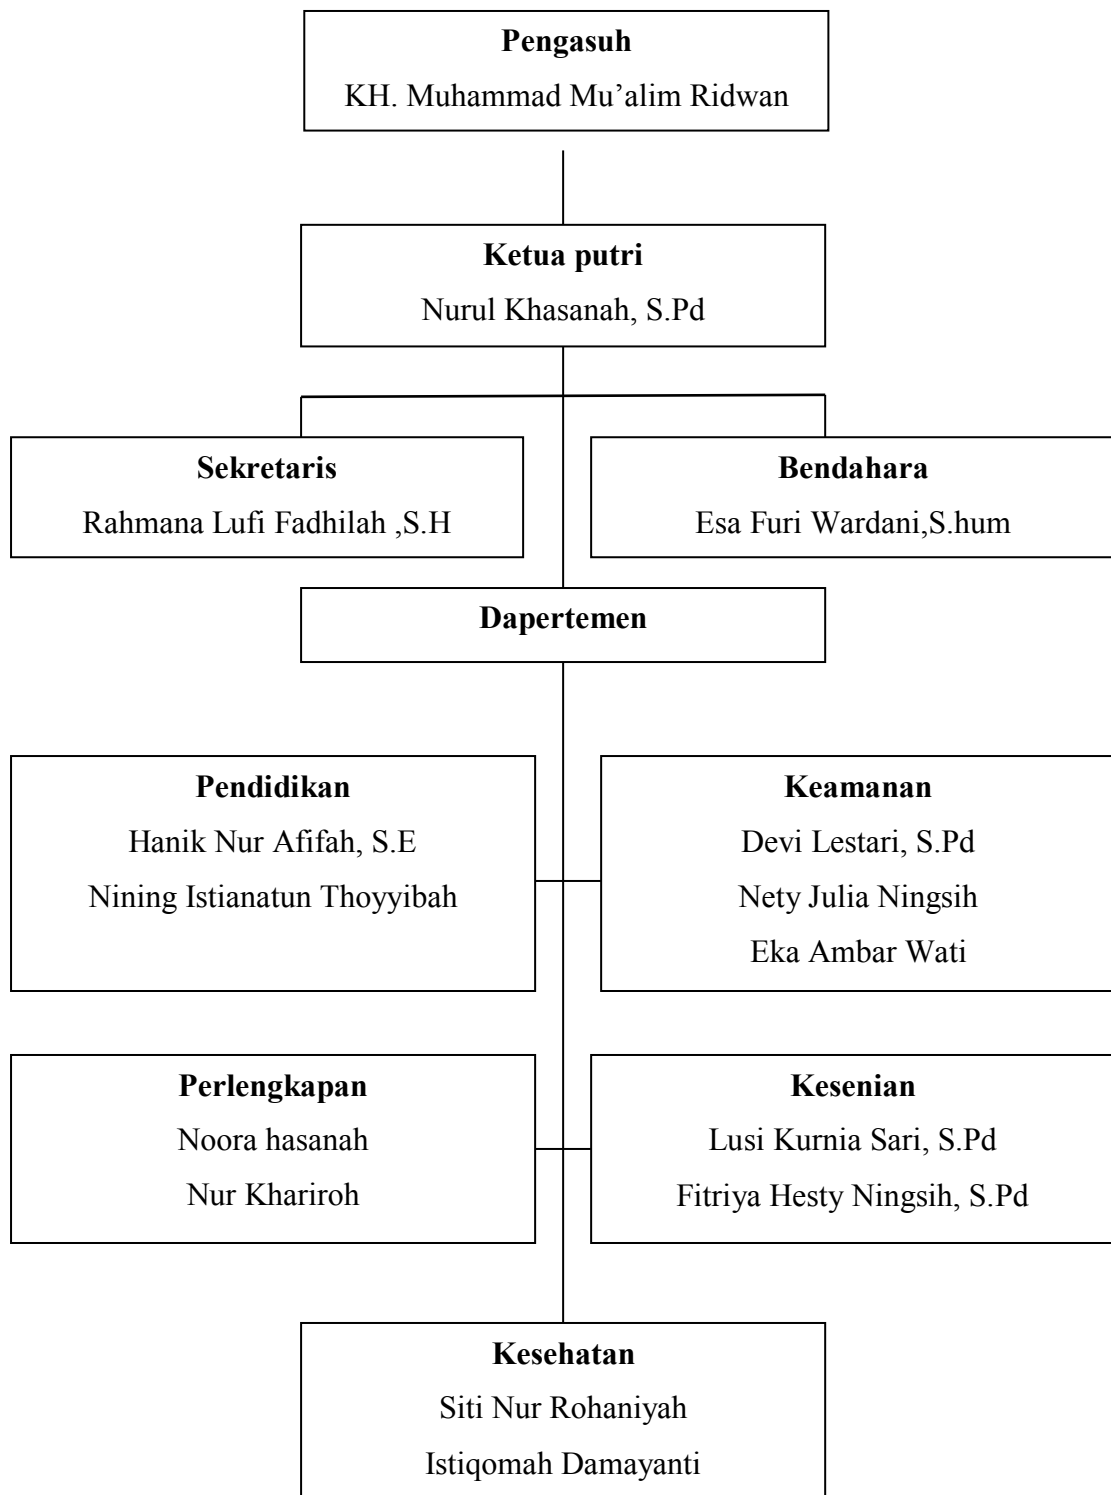 Pengasuh
KH. Muhammad Mu’alim Ridwan
Ketua putri
Nurul Khasanah, S.Pd
Sekretaris
Rahmana Lufi Fadhilah ,S.H
Bendahara
Esa Furi Wardani,S.hum
Dapertemen
Pendidikan
Hanik Nur Afifah, S.E
Nining Istianatun Thoyyibah
Keamanan
Devi Lestari, S.Pd
Nety Julia Ningsih
Eka Ambar Wati
Perlengkapan
Noora hasanah
Nur Khariroh
Kesenian
Lusi Kurnia Sari, S.Pd
Fitriya Hesty Ningsih, S.Pd
Kesehatan
Siti Nur Rohaniyah
Istiqomah Damayanti